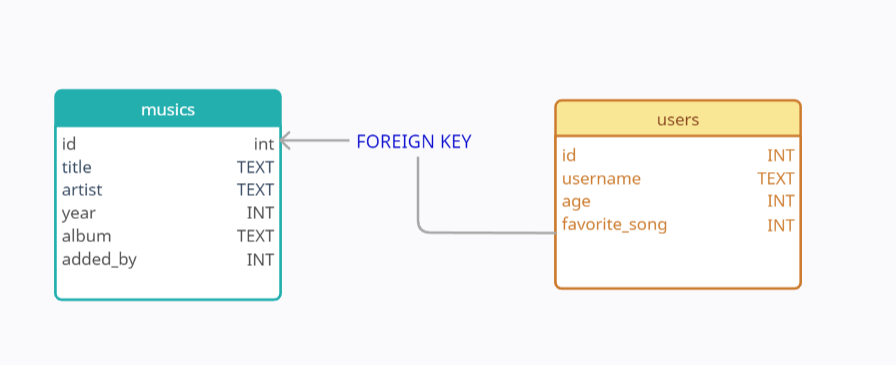 musics
id int
title TEXT
artist TEXT
year INT
album TEXT
added_by INT
FOREIGN KEY
users
id INT
username TEXT
age INT
favorite_song INT